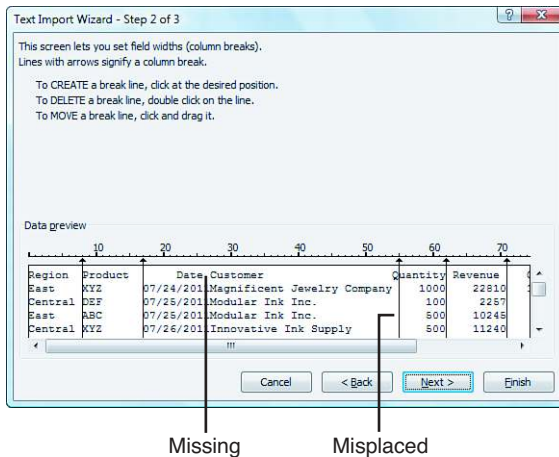 Text Import Wizard - Step 2 of 3
This screen lets you set field widths (column breaks).
Lines with arrows signify a column break.
To CREATE a break line, click at the desired position.
To DELETE a break line, double click on the line.
To MOVE a break line, click and drag it.
Data preview
10 20 30 40 50 60 70
Region Product Date Customer Quantity Revenue
East XYZ 07/24/2011 Magnificent Jewelry Company 1000 22810
Central DEF 07/25/2011 Modular Ink Inc. 100 2257
East ABC 07/25/2011 Modular Ink Inc. 500 10245
Central XYZ 07/26/2011 Innovative Ink Supply 500 11240
Cancel < Back Next > Finish
Missing Misplaced